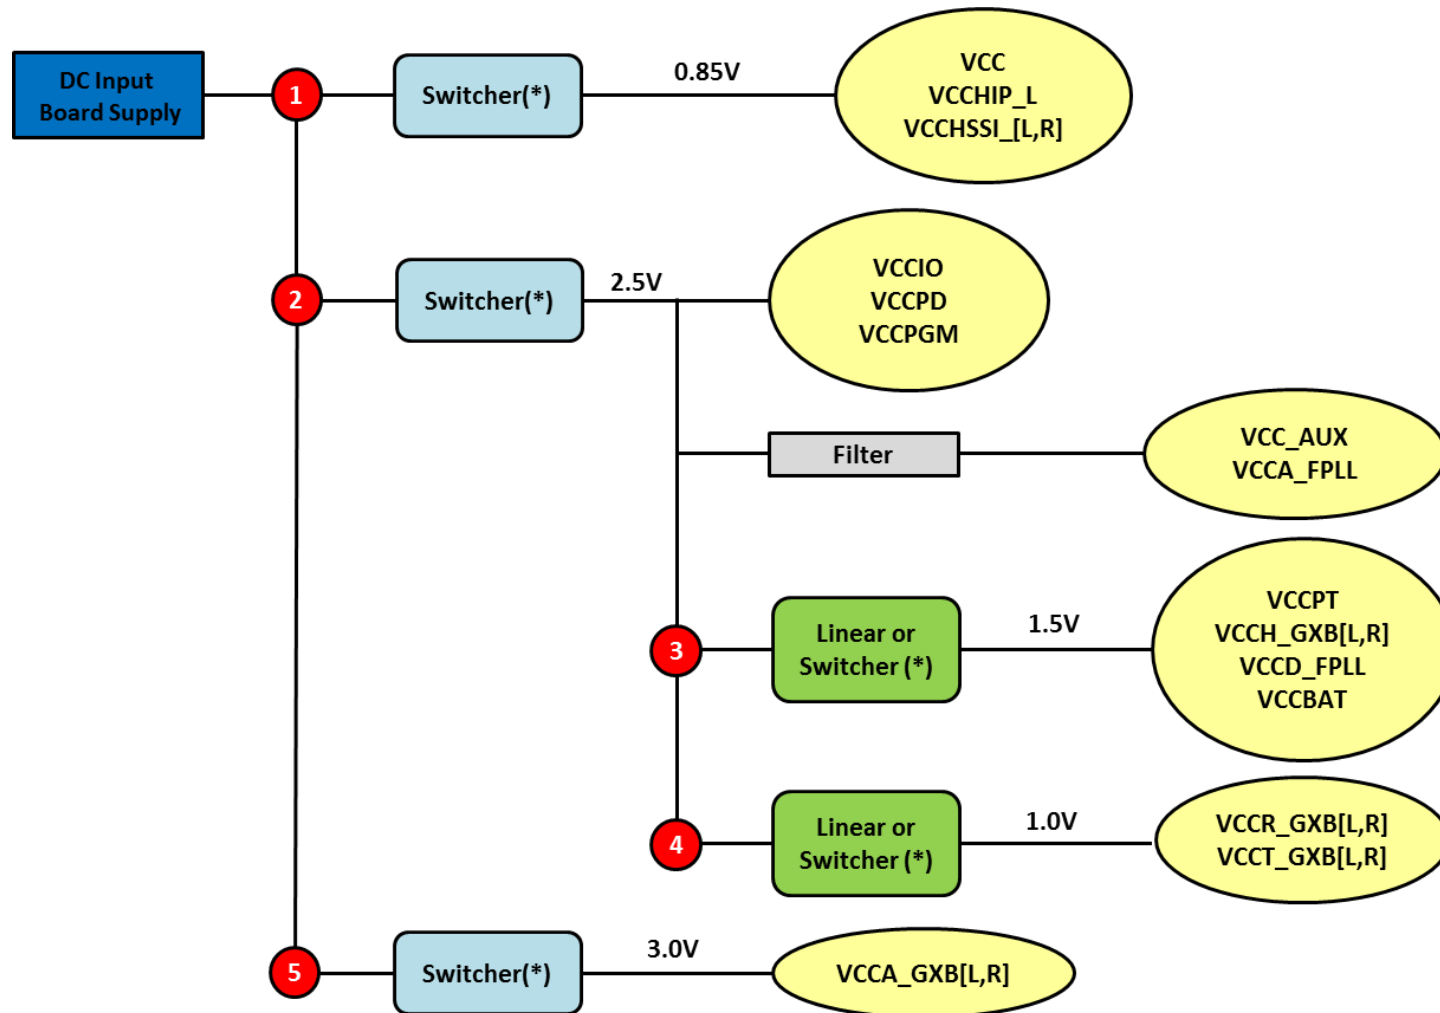 DC Input
Board Supply
1
Switcher(*)
0.85V
VCC
VCCHIP_L
VCCHSSI_[L,R]
2
Switcher(*)
2.5V
VCCIO
VCCPD
VCCPGM
Filter
VCC_AUX
VCCA_FPLL
3
Linear or
Switcher (*)
1.5V
VCCPT
VCCH_GXB[L,R]
VCCD_FPLL
VCCBAT
4
Linear or
Switcher (*)
1.0V
VCCR_GXB[L,R]
VCCT_GXB[L,R]
5
Switcher(*)
3.0V
VCCA_GXB[L,R]